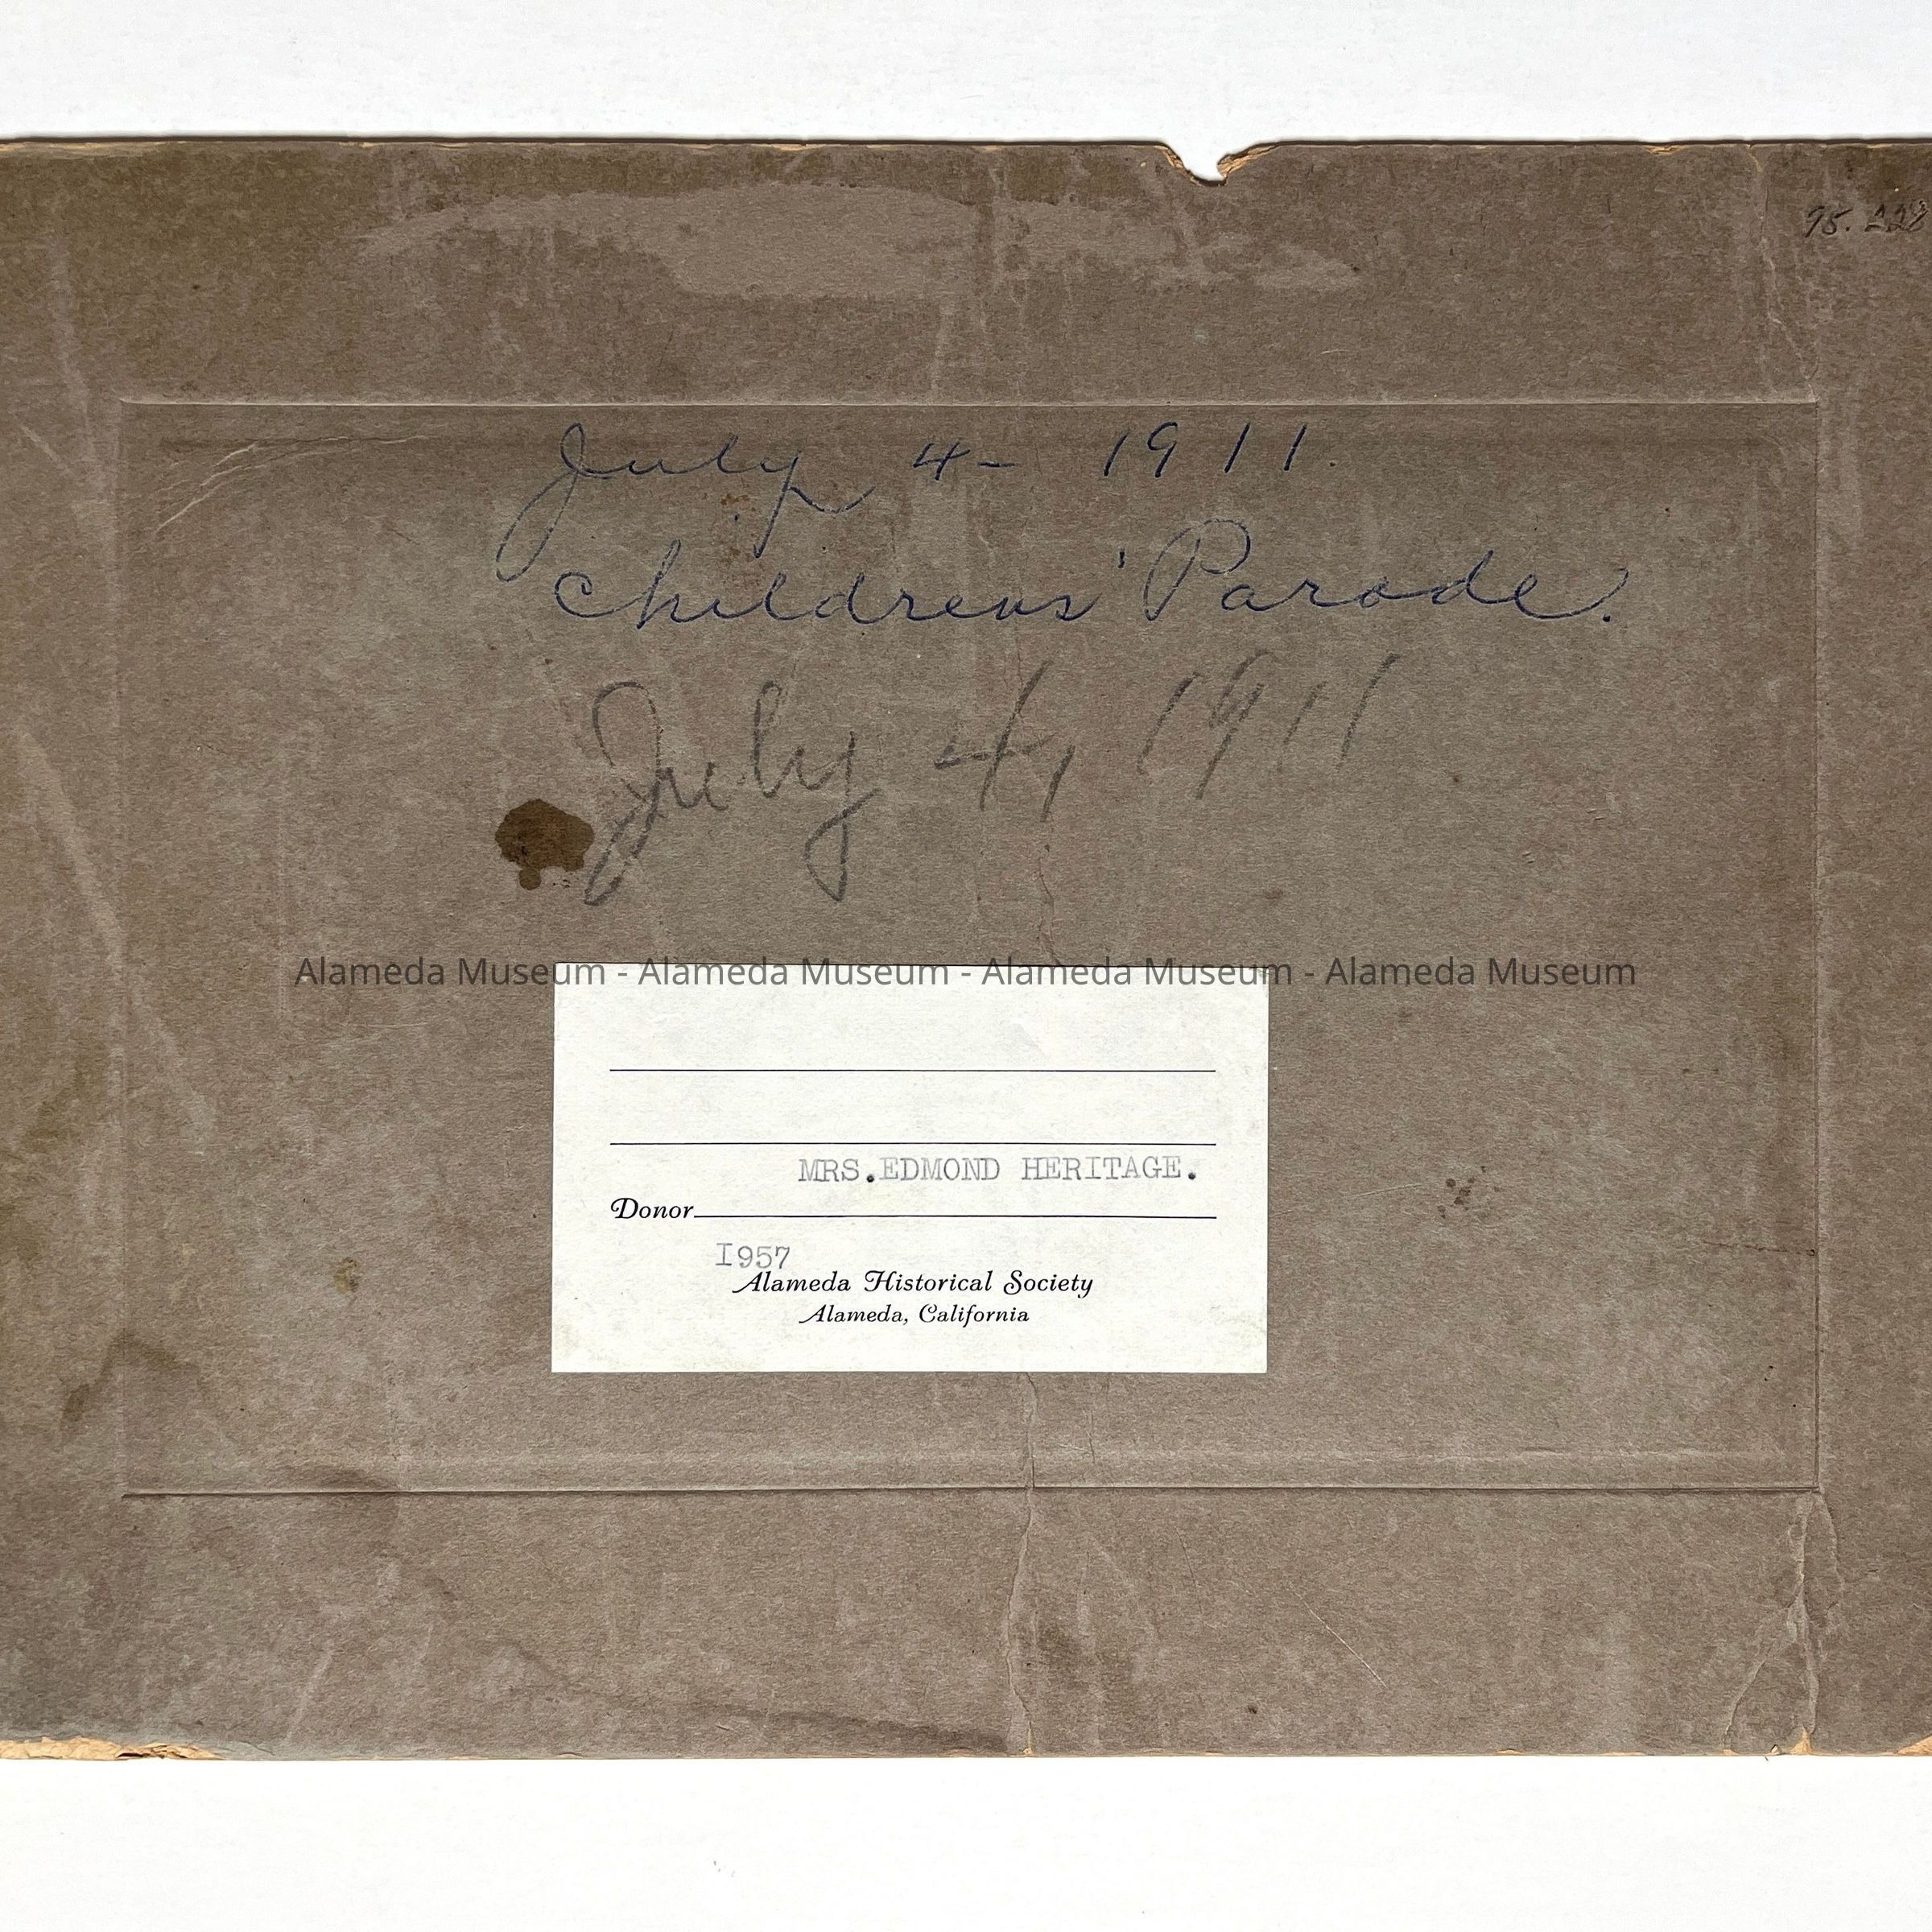 95.228
July 4- 1911.
Childrens' Parade.
July 4, 1911
Alameda Museum - Alameda Museum - Alameda Museum - Alameda Museum
MRS.EDMOND HERITAGE.
Donor
I957
Alameda Historical Society
Alameda, California